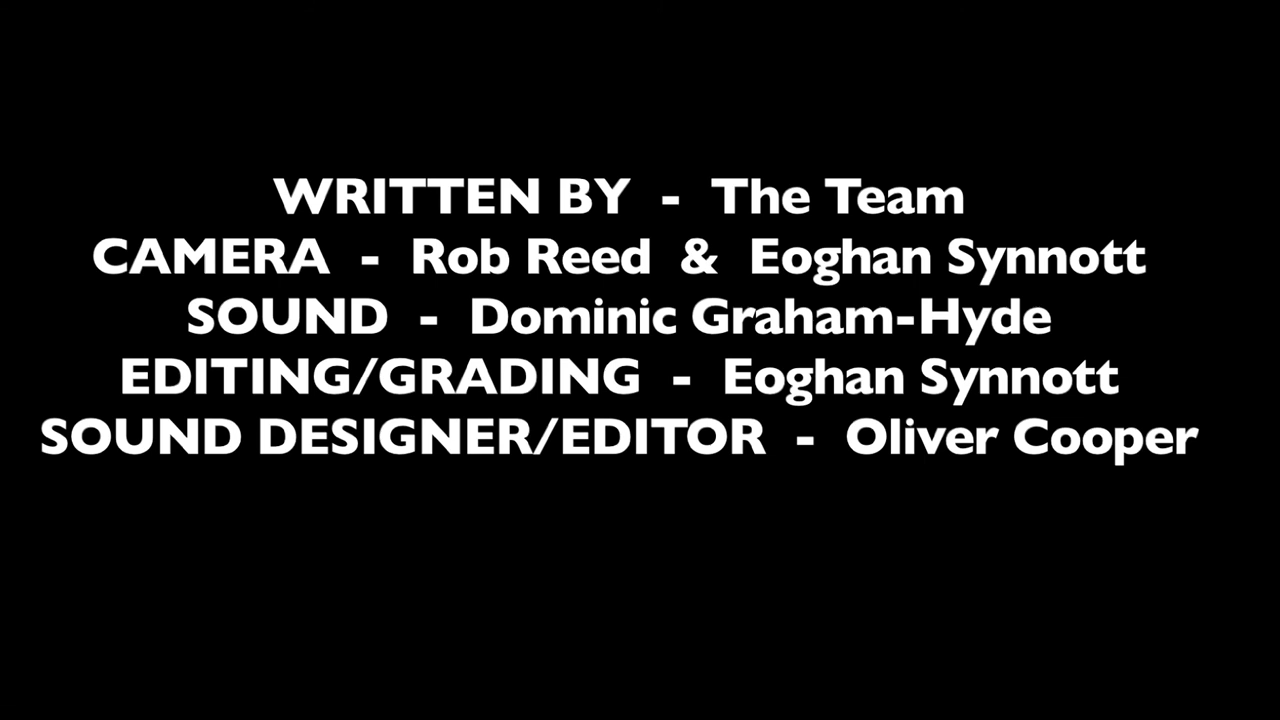 WRITTEN BY - The Team
CAMERA - Rob Reed & Eoghan Synnott
SOUND - Dominic Graham-Hyde
EDITING/GRADING - Eoghan Synnott
SOUND DESIGNER/EDITOR - Oliver Cooper